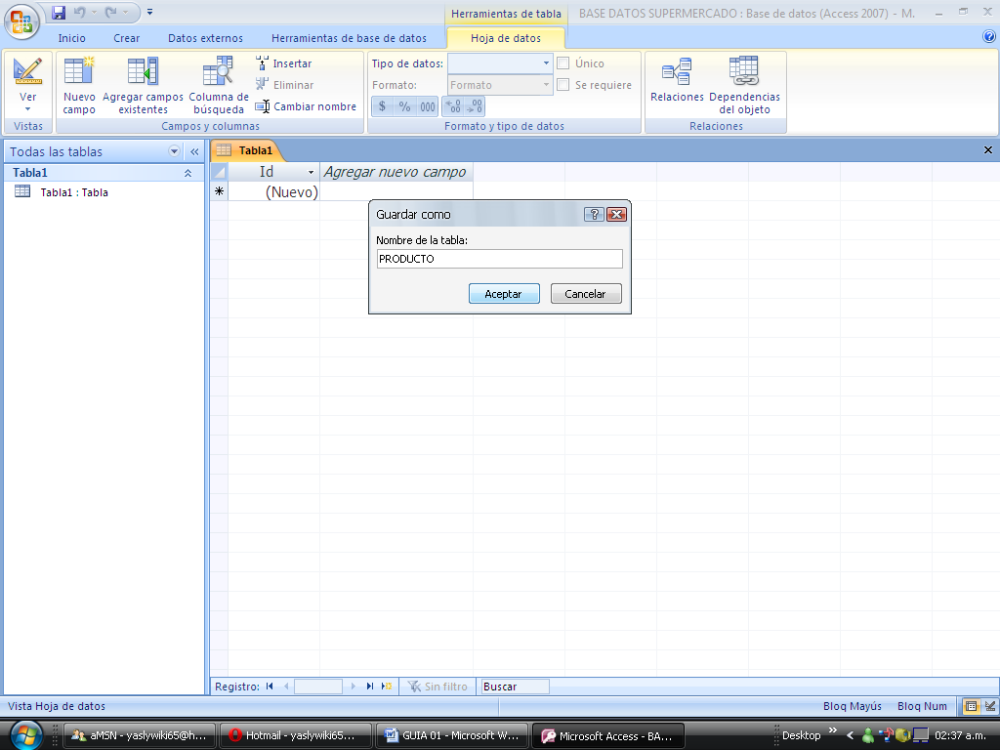 Herramientas de tabla
BASE DATOS SUPERMERCADO : Base de datos (Access 2007) - M.
Inicio
Crear
Datos externos
Herramientas de base de datos
Hoja de datos
Ver
Nuevo campo
Agregar campos existentes
Columna de búsqueda
Insertar
Eliminar
Cambiar nombre
Tipo de datos:
Formato:
Formato
$ % 000
,00
,00
Único
Se requiere
Relaciones
Dependencias del objeto
Vistas
Campos y columnas
Formato y tipo de datos
Relaciones
Todas las tablas
«
Tabla1
Tabla1 : Tabla
Tabla1
Id
Agregar nuevo campo
(Nuevo)
Guardar como
Nombre de la tabla:
PRODUCTO
Aceptar
Cancelar
Registro:
Sin filtro
Buscar
Vista Hoja de datos
Bloq Mayús
Bloq Num
aMSN - yaslywiki65@h...
Hotmail - yaslywiki65...
GUIA 01 - Microsoft W...
Microsoft Access - BA...
Desktop
»
02:37 a.m.